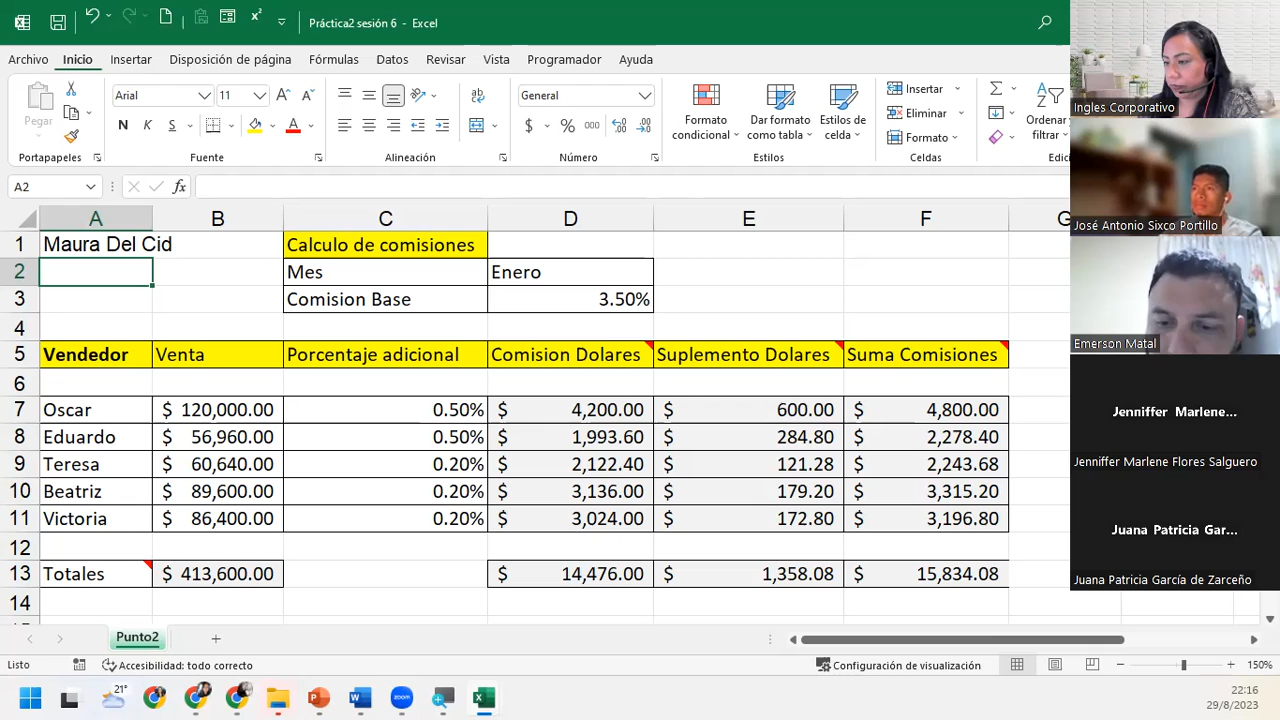 Práctica2 sesión 6 - Excel
Archivo Inicio Insertar Disposición de página Fórmulas Datos Revisar Vista Programador Ayuda
Pegar
Arial 11
N K S
General
$ % 000
Formato condicional
Dar formato como tabla
Estilos de celda
Insertar
Eliminar
Formato
Ordenar filtrar
Portapapeles Fuente Alineación Número Estilos Celdas
A2 fx
A B C D E F G
1 Maura Del Cid Calculo de comisiones
2 Mes Enero
3 Comision Base 3.50%
4
5 Vendedor Venta Porcentaje adicional Comision Dolares Suplemento Dolares Suma Comisiones
6
7 Oscar $ 120,000.00 0.50% $ 4,200.00 $ 600.00 $ 4,800.00
8 Eduardo $ 56,960.00 0.50% $ 1,993.60 $ 284.80 $ 2,278.40
9 Teresa $ 60,640.00 0.20% $ 2,122.40 $ 121.28 $ 2,243.68
10 Beatriz $ 89,600.00 0.20% $ 3,136.00 $ 179.20 $ 3,315.20
11 Victoria $ 86,400.00 0.20% $ 3,024.00 $ 172.80 $ 3,196.80
12
13 Totales $ 413,600.00 $ 14,476.00 $ 1,358.08 $ 15,834.08
14
Punto2
Listo Accesibilidad: todo correcto Configuración de visualización 150%
21°
zoom
22:16
29/8/2023
Ingles Corporativo
José Antonio Sixco Portillo
Emerson Matal
Jenniffer Marlene...
Jenniffer Marlene Flores Salguero
Juana Patricia Gar...
Juana Patricia García de Zarceño